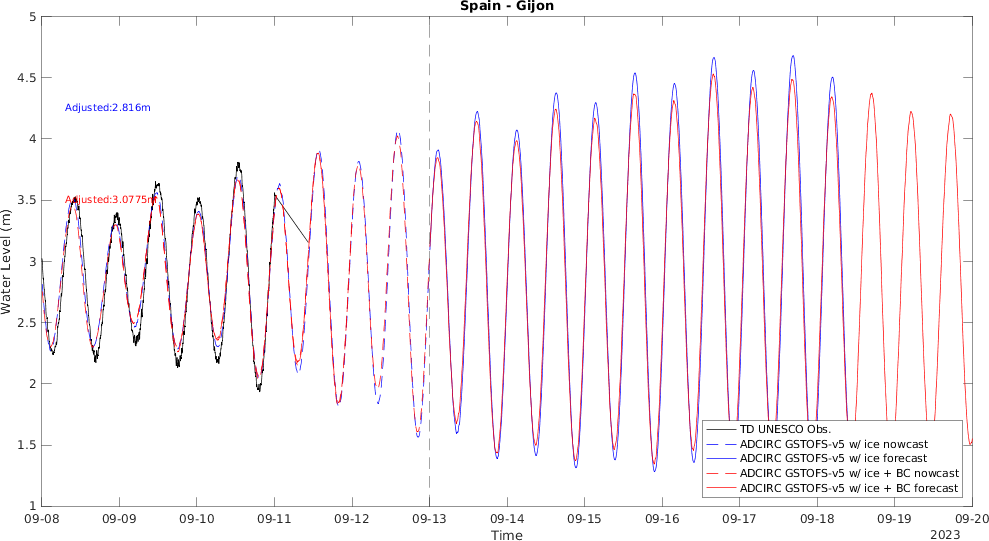 Spain - Gijon
5
4.5
4
3.5
3
2.5
2
1.5
1
Water Level (m)
Adjusted:2.816m
Adjusted:3.0775m
TD UNESCO Obs.
ADCIRC GSTOFS-v5 w/ ice nowcast
ADCIRC GSTOFS-v5 w/ ice forecast
ADCIRC GSTOFS-v5 w/ ice + BC nowcast
ADCIRC GSTOFS-v5 w/ ice + BC forecast
09-08 09-09 09-10 09-11 09-12 09-13 09-14 09-15 09-16 09-17 09-18 09-19 09-20
Time
2023